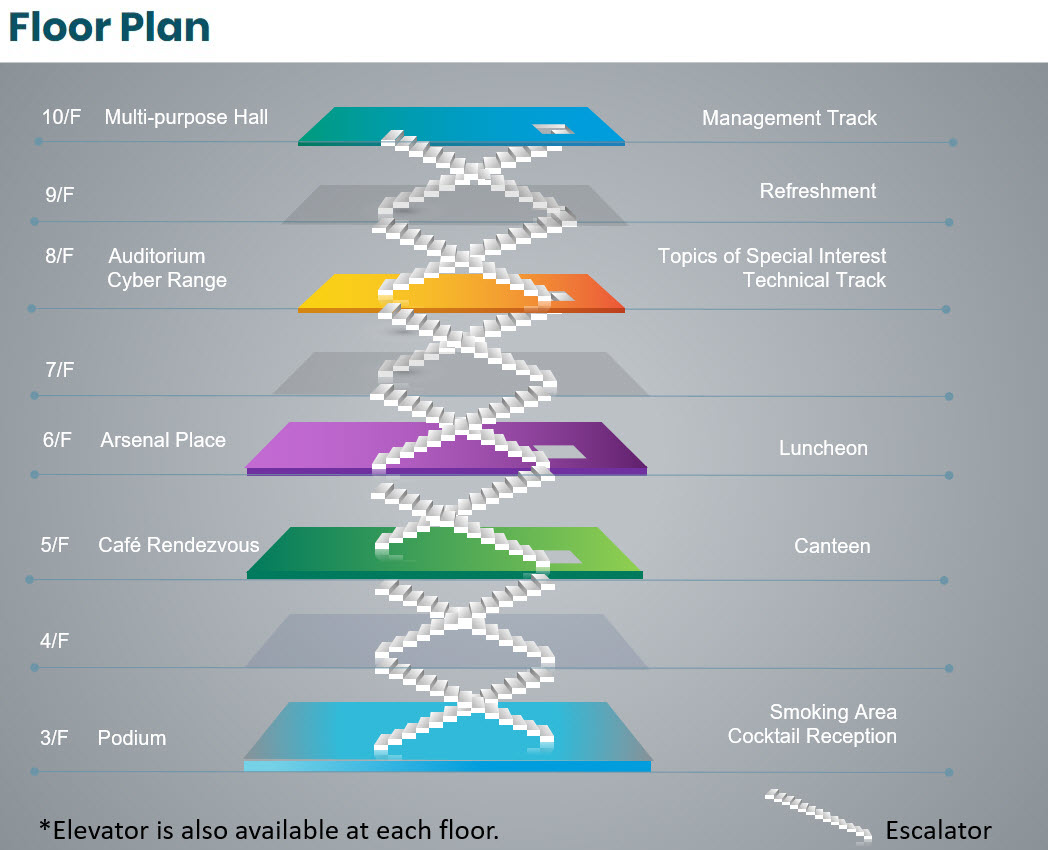 Floor Plan
10/F Multi-purpose Hall Management Track
9/F Refreshment
8/F Auditorium Topics of Special Interest
Cyber Range Technical Track
7/F
6/F Arsenal Place Luncheon
5/F Café Rendezvous Canteen
4/F
Smoking Area
3/F Podium Cocktail Reception
*Elevator is also available at each floor. Escalator